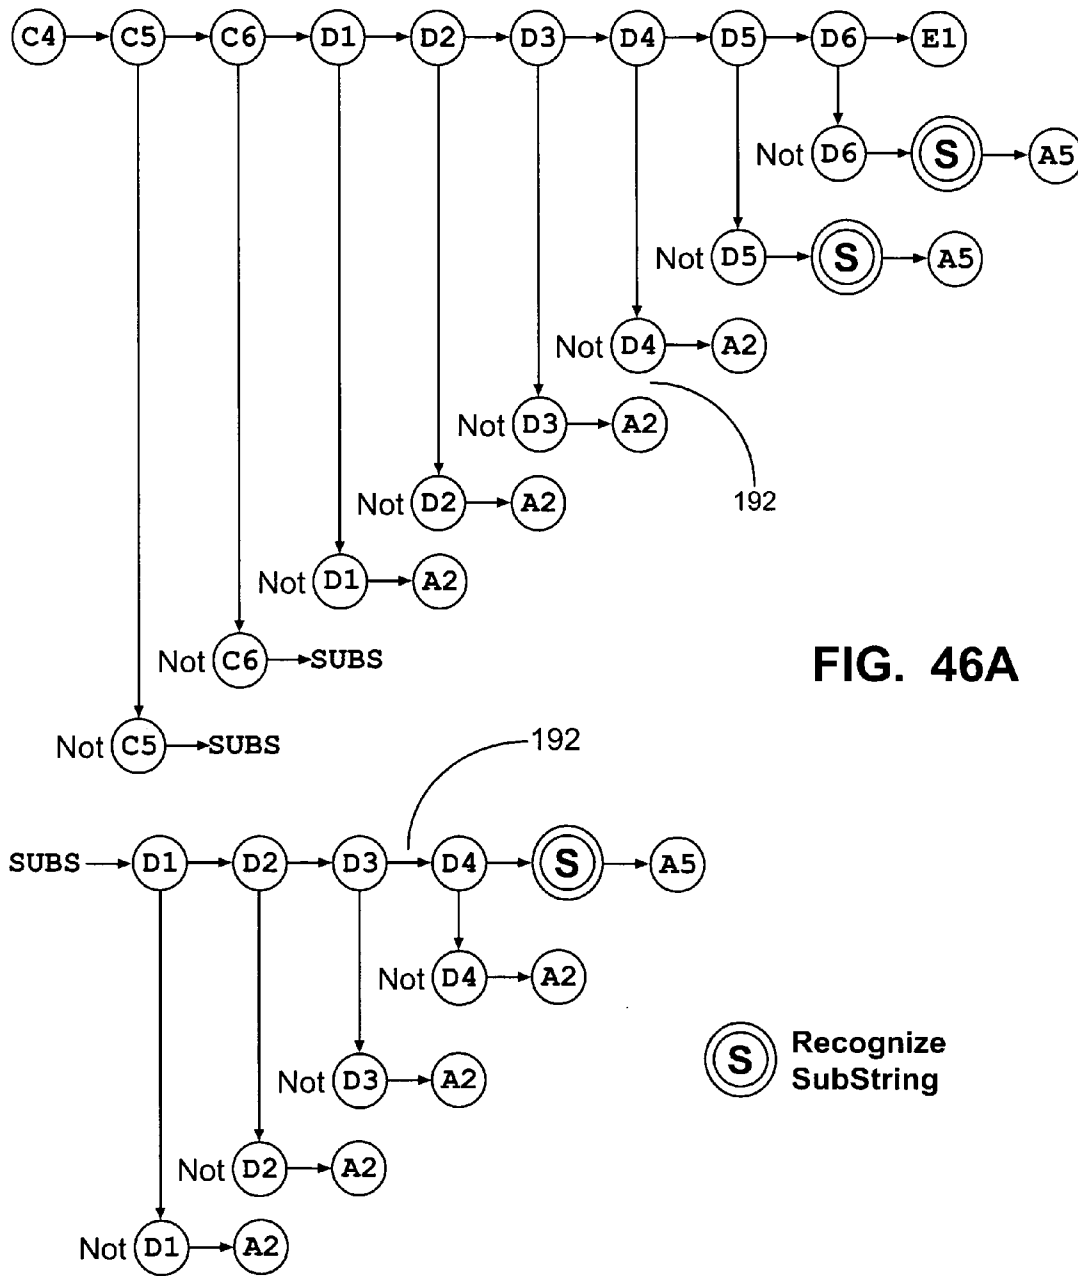 C4 C5 C6 D1 D2 D3 D4 D5 D6 E1
Not D6 S A5
Not D5 S A5
Not D4 A2
Not D3 A2
192
Not D2 A2
Not D1 A2
Not C6 SUBS
FIG. 46A
Not C5 SUBS
192
SUBS D1 D2 D3 D4 S A5
Not D4 A2
S Recognize
SubString
Not D3 A2
Not D2 A2
Not D1 A2